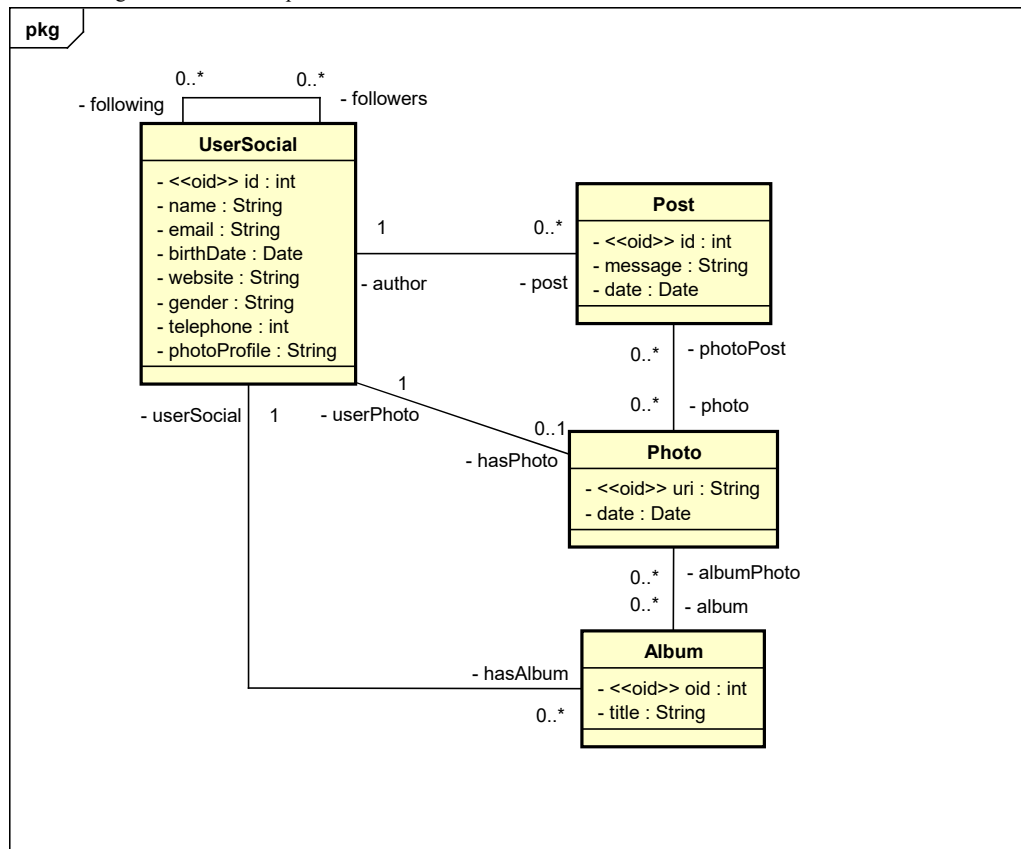 pkg
0..* 0..*
- following - followers
UserSocial
- <<oid>> id : int
- name : String
- email : String
- birthDate : Date
- website : String
- gender : String
- telephone : int
- photoProfile : String
1 0..*
- author - post
Post
- <<oid>> id : int
- message : String
- date : Date
0..* - photoPost
0..* - photo
1
- userSocial 1 - userPhoto
0..1
- hasPhoto
Photo
- <<oid>> uri : String
- date : Date
0..* - albumPhoto
0..* - album
Album
- <<oid>> oid : int
- title : String
- hasAlbum
0..*